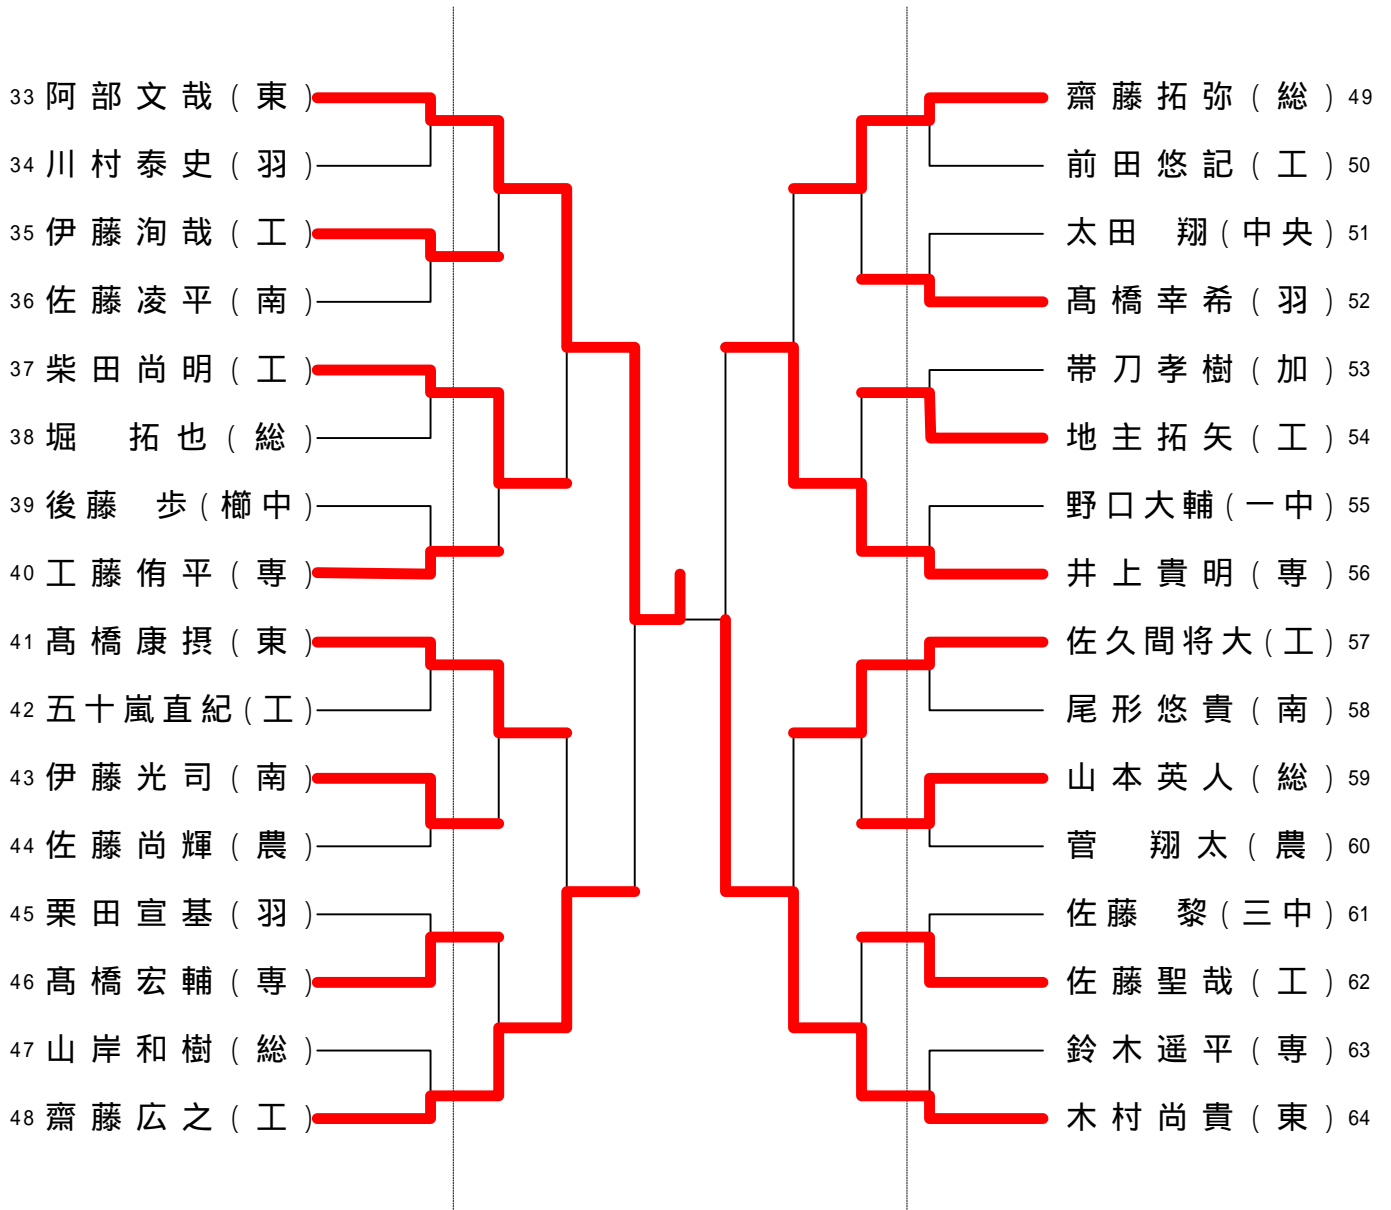 33 阿部文哉(東)
34 川村泰史(羽)
35 伊藤洵哉(工)
36 佐藤凌平(南)
37 柴田尚明(工)
38 堀 拓也(総)
39 後藤 歩(櫛中)
40 工藤侑平(専)
41 髙橋康摂(東)
42 五十嵐直紀(工)
43 伊藤光司(南)
44 佐藤尚輝(農)
45 栗田宣基(羽)
46 髙橋宏輔(専)
47 山岸和樹(総)
48 齋藤広之(工)
齋藤拓弥(総) 49
前田悠記(工) 50
太田 翔(中央) 51
髙橋幸希(羽) 52
帯刀孝樹(加) 53
地主拓矢(工) 54
野口大輔(一中) 55
井上貴明(専) 56
佐久間将大(工) 57
尾形悠貴(南) 58
山本英人(総) 59
菅 翔太(農) 60
佐藤 黎(三中) 61
佐藤聖哉(工) 62
鈴木遥平(専) 63
木村尚貴(東) 64